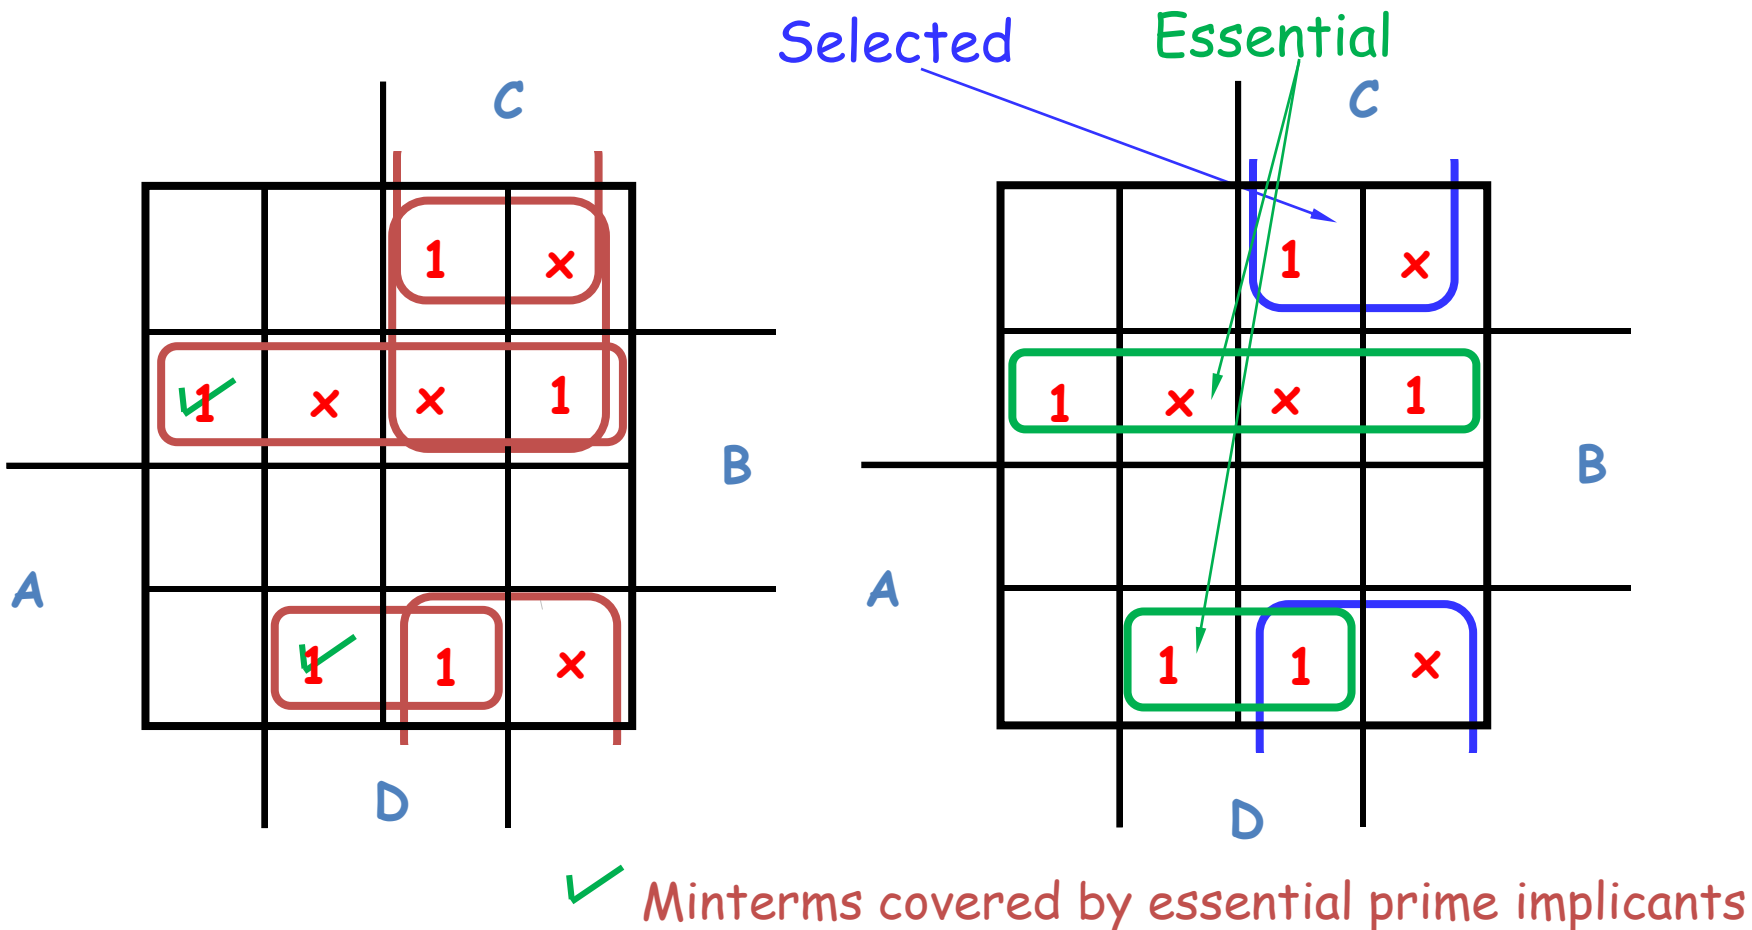 Selected Essential
C C
1 x 1 x
1 x x 1 1 x x 1
B B
A A
1 1 x 1 1 x
D D
Minterms covered by essential prime implicants